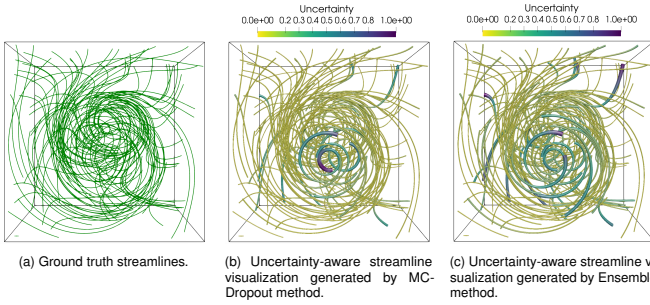 Uncertainty
0.0e+00 0.2 0.3 0.4 0.5 0.6 0.7 0.8 1.0e+00
Uncertainty
0.0e+00 0.2 0.3 0.4 0.5 0.6 0.7 0.8 1.0e+00
(a) Ground truth streamlines.
(b) Uncertainty-aware streamline
visualization generated by MC-
Dropout method.
(c) Uncertainty-aware streamline v
sualization generated by Ensembl
method.